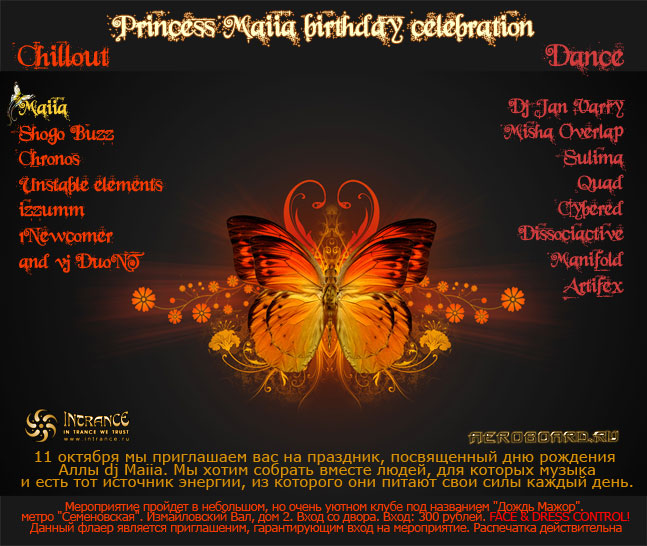 Princess Maiia birthday celebration
Chillout
Dance
Maiia
Shogo Buzz
Chronos
Unstable elements
izzumm
rNewcomer
and vj DuoNT
Dj Jan Varry
Misha Overlap
Sulima
Quad
Cybered
Dissociactive
Manifold
Artifex
INTRANCE
IN TRANCE WE TRUST
www.intrance.ru
AEROBOARD.RU
11 октября мы приглашаем вас на праздник, посвященный дню рождения
Аллы dj Maiia. Мы хотим собрать вместе людей, для которых музыка
и есть тот источник энергии, из которого они питают свои силы каждый день.
Мероприятие пройдет в небольшом, но очень уютном клубе под названием "Дождь Мажор".
метро "Семеновская". Измайловский Вал, дом 2. Вход со двора. Вход: 300 рублей. FACE & DRESS CONTROL!
Данный флаер является приглашеним, гарантирующим вход на мероприятие. Распечатка действительна